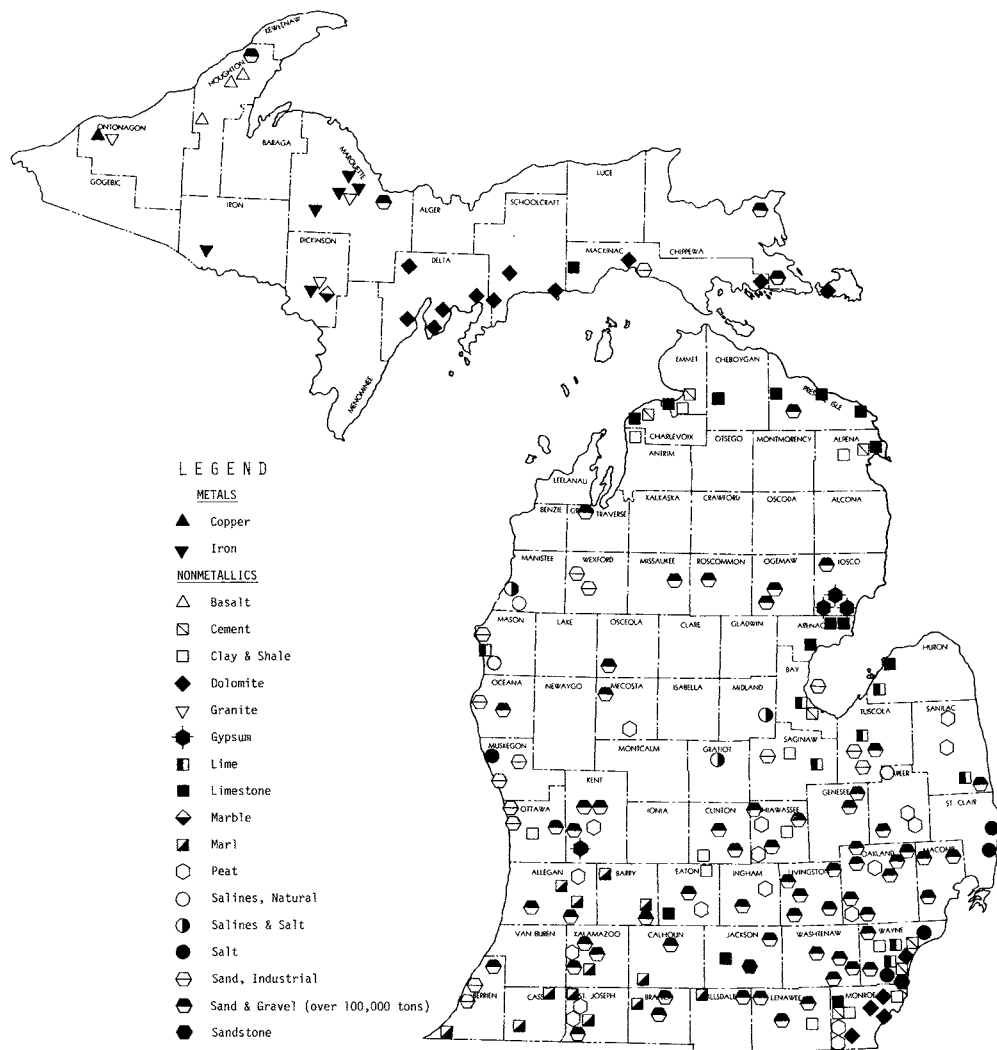 KEWEENAW
HOUGHTON
ONTONAGON
BARAGA
MARQUETTE
LUCE
GOGEBIC
IRON
ALGER
SCHOOLCRAFT
DICKINSON
DELTA
MACKINAC
CHIPPEWA
MENOMINEE
EMMET
CHEBOYGAN
PRESQUE ISLE
CHARLEVOIX
OTSEGO
MONTMORENCY
ALPENA
ANTRIM
LEELANAU
KALKASKA
CRAWFORD
OSCODA
ALCONA
BENZIE
TRAVERSE
MANISTEE
WEXFORD
MISSAUKEE
ROSCOMMON
OGEMAW
IOSCO
MASON
LAKE
OSCEOLA
CLARE
GLADWIN
ARENAC
HURON
BAY
OCEANA
NEWAYGO
MECOSTA
ISABELLA
MIDLAND
TUSCOLA
SANILAC
MUSKEGON
MONTCALM
GRATIOT
SAGINAW
KENT
GENESEE
PEER
ST. CLAIR
OTTAWA
IONIA
CLINTON
HIAWASSEE
OAKLAND
MACOMB
ALLEGAN
BARRY
EATON
INGHAM
LIVINGSTON
VAN BUREN
KALAMAZOO
CALHOUN
JACKSON
WASHTENAW
WAYNE
BERRIEN
CASS
ST. JOSEPH
BRANCH
HILLSDALE
LENAWEE
MONROE
LEGEND
METALS
Copper
Iron
NONMETALLICS
Basalt
Cement
Clay & Shale
Dolomite
Granite
Gypsum
Lime
Limestone
Marble
Marl
Peat
Salines, Natural
Salines & Salt
Salt
Sand, Industrial
Sand & Gravel (over 100,000 tons)
Sandstone